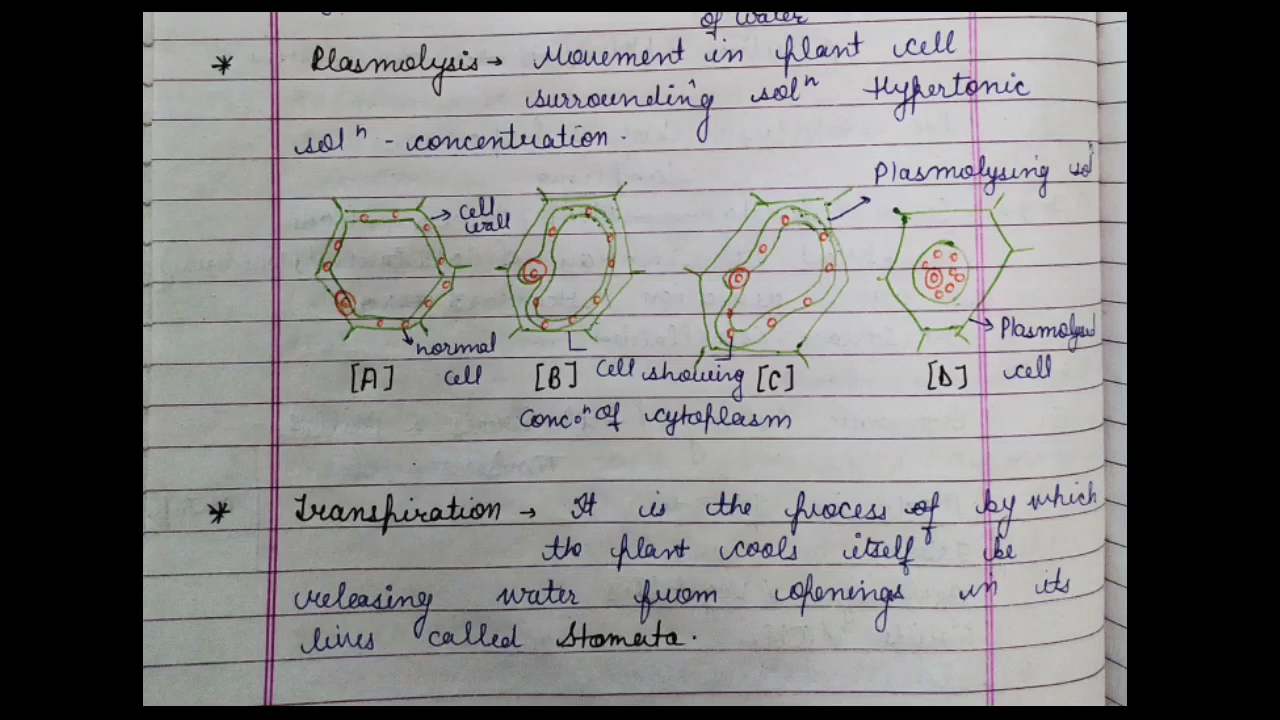 of water
* Plasmolysis → Movement in plant cell
surrounding solⁿ Hypertonic
solⁿ - concentration.
Plasmolysing solⁿ
→ cell wall
normal cell
Cell showing
Concoⁿ of cytoplasm
Plasmolysed cell
[A] [B] [C] [D]
* Transpiration → It is the process of by which
the plant cools itself be
releasing water from openings in its
lives called Stomata.